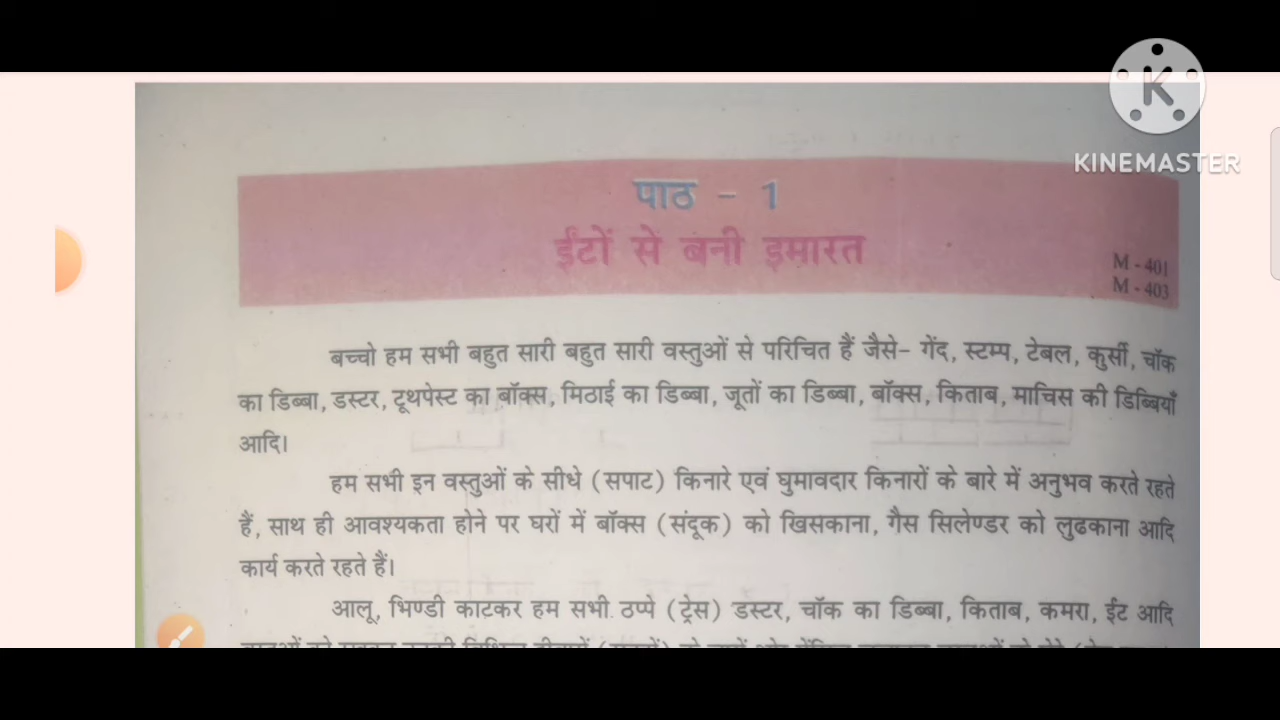 KINEMASTER
पाठ - 1
ईंटों से बनी इमारत
M - 401
M - 403
बच्चो हम सभी बहुत सारी बहुत सारी वस्तुओं से परिचित हैं जैसे- गेंद, स्टम्प, टेबल, कुर्सी, चॉक
का डिब्बा, डस्टर, टूथपेस्ट का बॉक्स, मिठाई का डिब्बा, जूतों का डिब्बा, बॉक्स, किताब, माचिस की डिब्बियाँ
आदि।
हम सभी इन वस्तुओं के सीधे (सपाट) किनारे एवं घुमावदार किनारों के बारे में अनुभव करते रहते
हैं, साथ ही आवश्यकता होने पर घरों में बॉक्स (संदूक) को खिसकाना, गैस सिलेण्डर को लुढकाना आदि
कार्य करते रहते हैं।
आलू, भिण्डी काटकर हम सभी ठप्पे (ट्रेस) डस्टर, चॉक का डिब्बा, किताब, कमरा, ईंट आदि